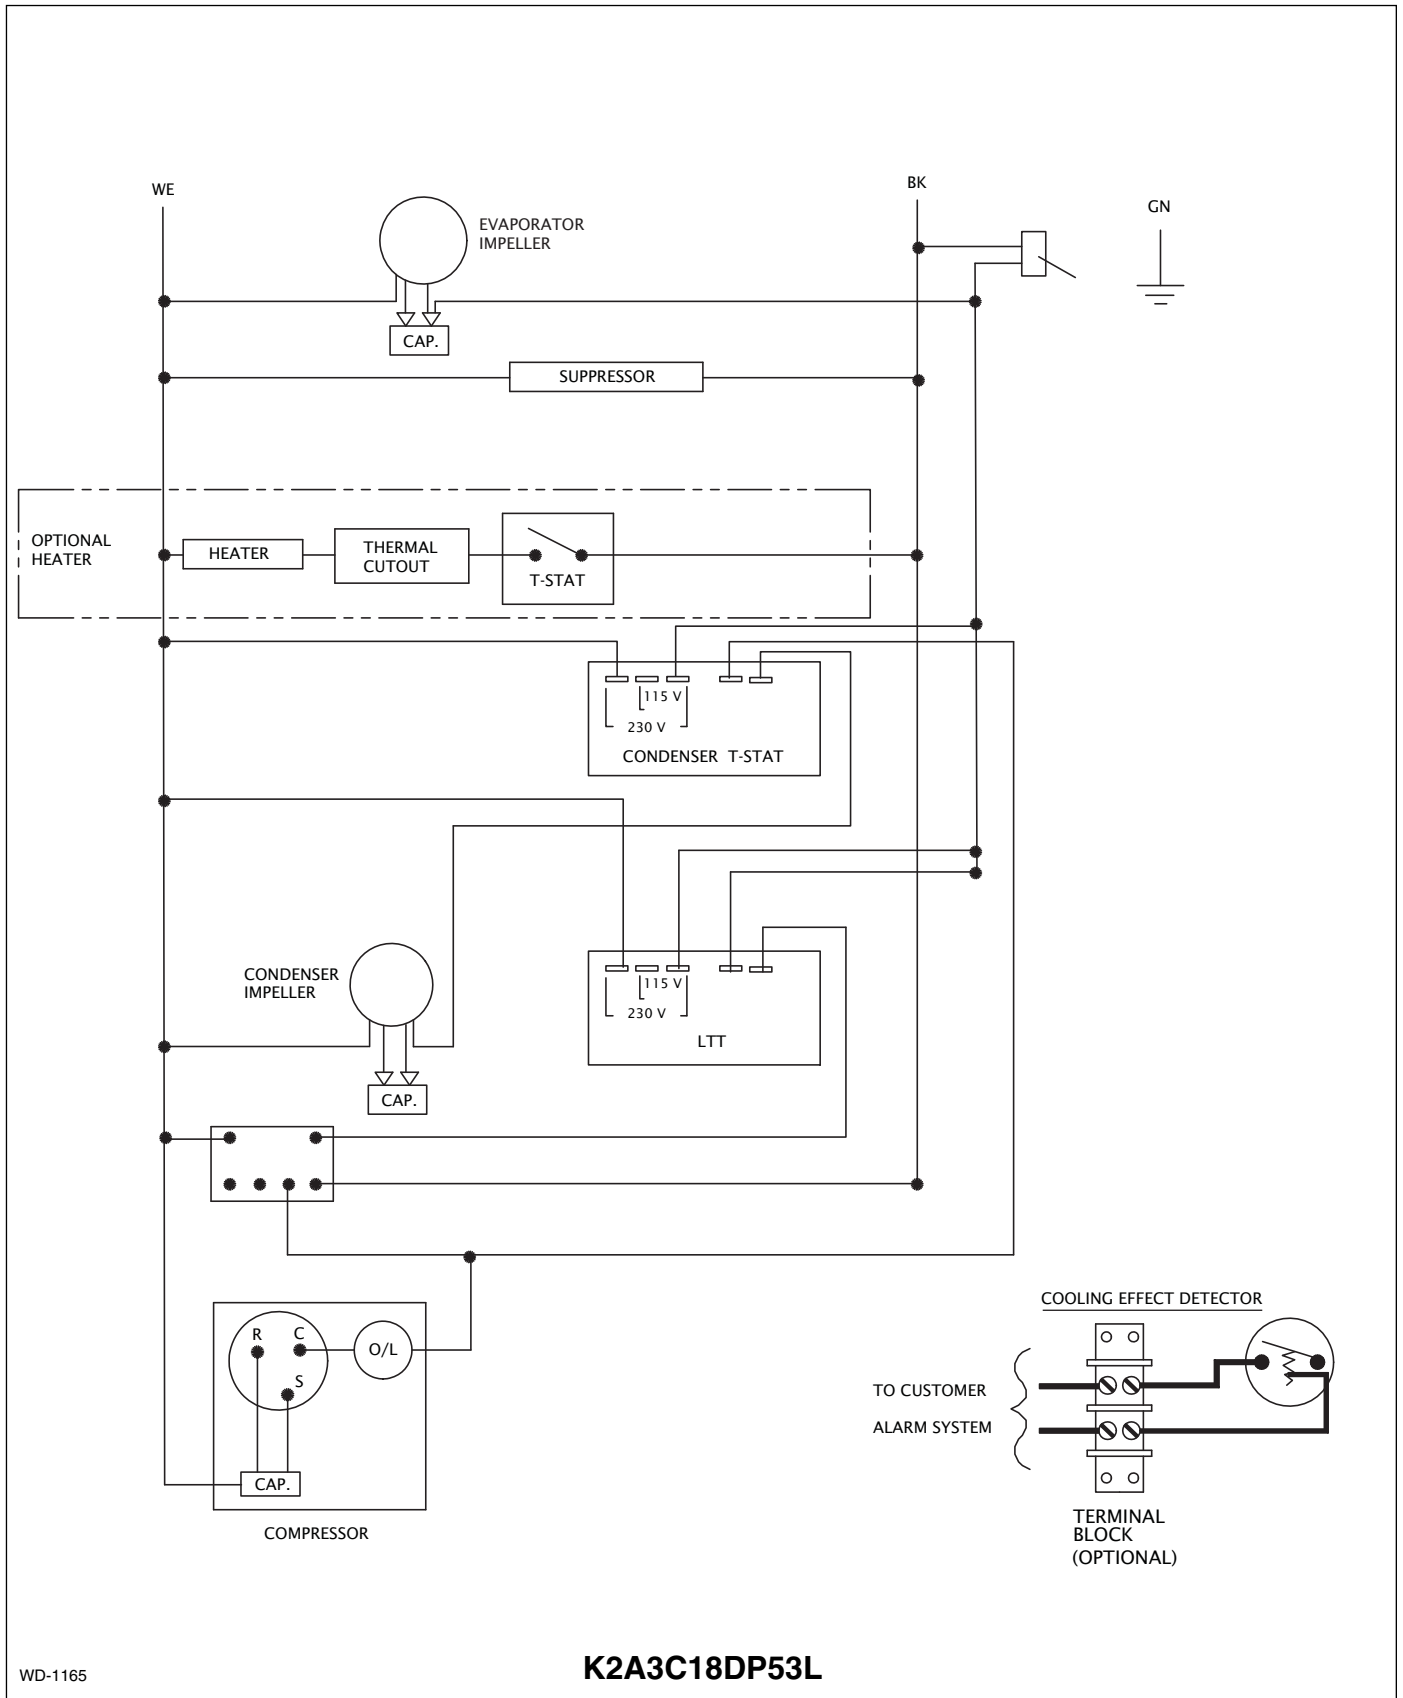 WE
BK
GN
EVAPORATOR
IMPELLER
CAP.
SUPPRESSOR
OPTIONAL
HEATER
HEATER
THERMAL
CUTOUT
T-STAT
115 V
230 V
CONDENSER T-STAT
CONDENSER
IMPELLER
115 V
230 V
LTT
CAP.
R
C
S
O/L
CAP.
COMPRESSOR
COOLING EFFECT DETECTOR
TO CUSTOMER
ALARM SYSTEM
TERMINAL
BLOCK
(OPTIONAL)
WD-1165
K2A3C18DP53L